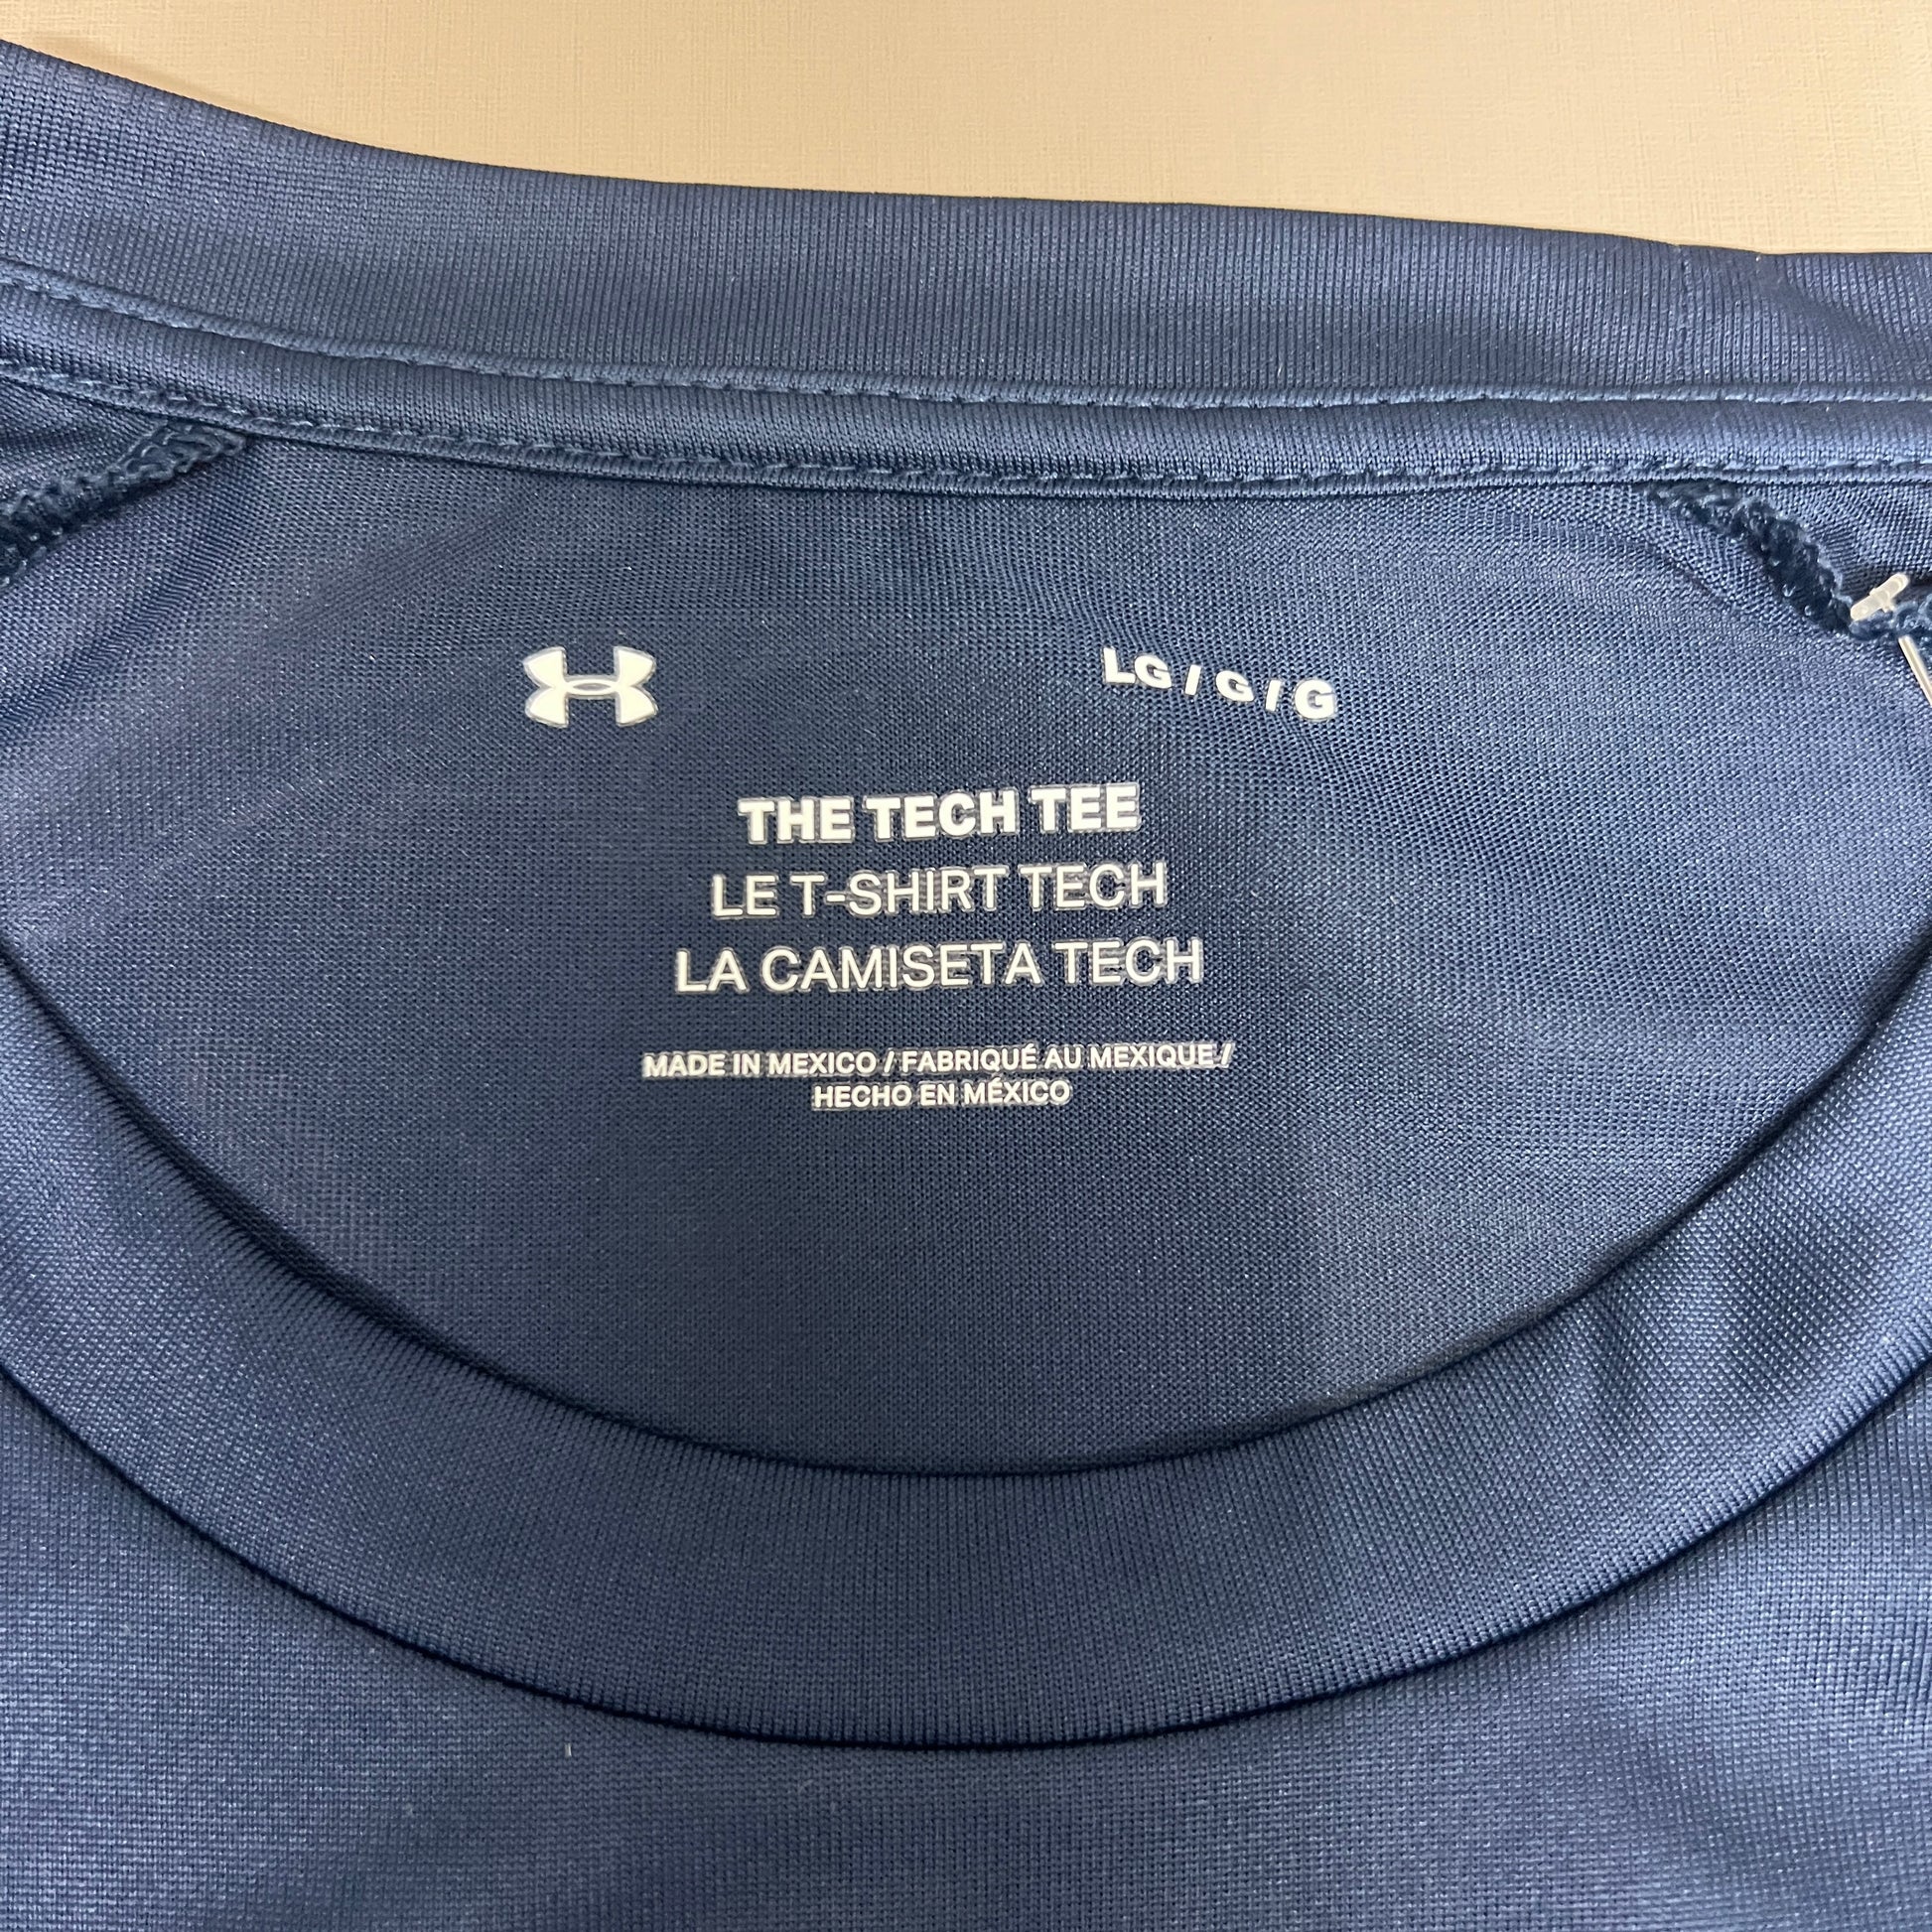 LG / G / G
THE TECH TEE
LE T-SHIRT TECH
LA CAMISETA TECH
MADE IN MEXICO / FABRIQUÉ AU MEXIQUE /
HECHO EN MÉXICO